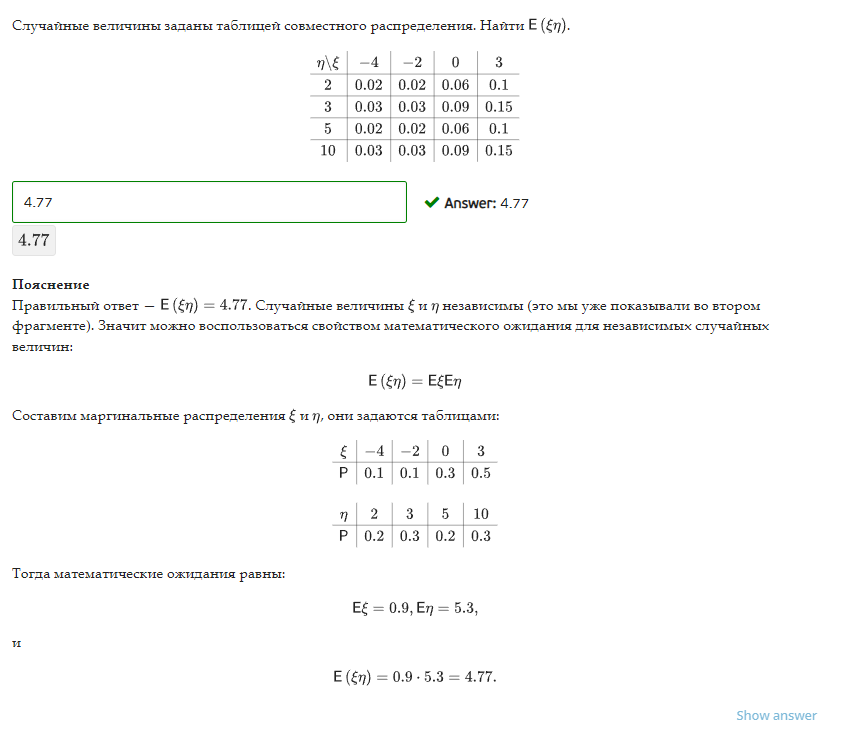 Случайные величины заданы таблицей совместного распределения. Найти E (ξη).
η\ξ −4 −2 0 3
2 0.02 0.02 0.06 0.1
3 0.03 0.03 0.09 0.15
5 0.02 0.02 0.06 0.1
10 0.03 0.03 0.09 0.15
4.77
✔ Answer: 4.77
4.77
Пояснение
Правильный ответ – E (ξη) = 4.77. Случайные величины ξ и η независимы (это мы уже показывали во втором
фрагменте). Значит можно воспользоваться свойством математического ожидания для независимых случайных
величин:
E (ξη) = EξEη
Составим маргинальные распределения ξ и η, они задаются таблицами:
ξ −4 −2 0 3
P 0.1 0.1 0.3 0.5
η 2 3 5 10
P 0.2 0.3 0.2 0.3
Тогда математические ожидания равны:
Eξ = 0.9, Eη = 5.3,
и
E (ξη) = 0.9 · 5.3 = 4.77.
Show answer